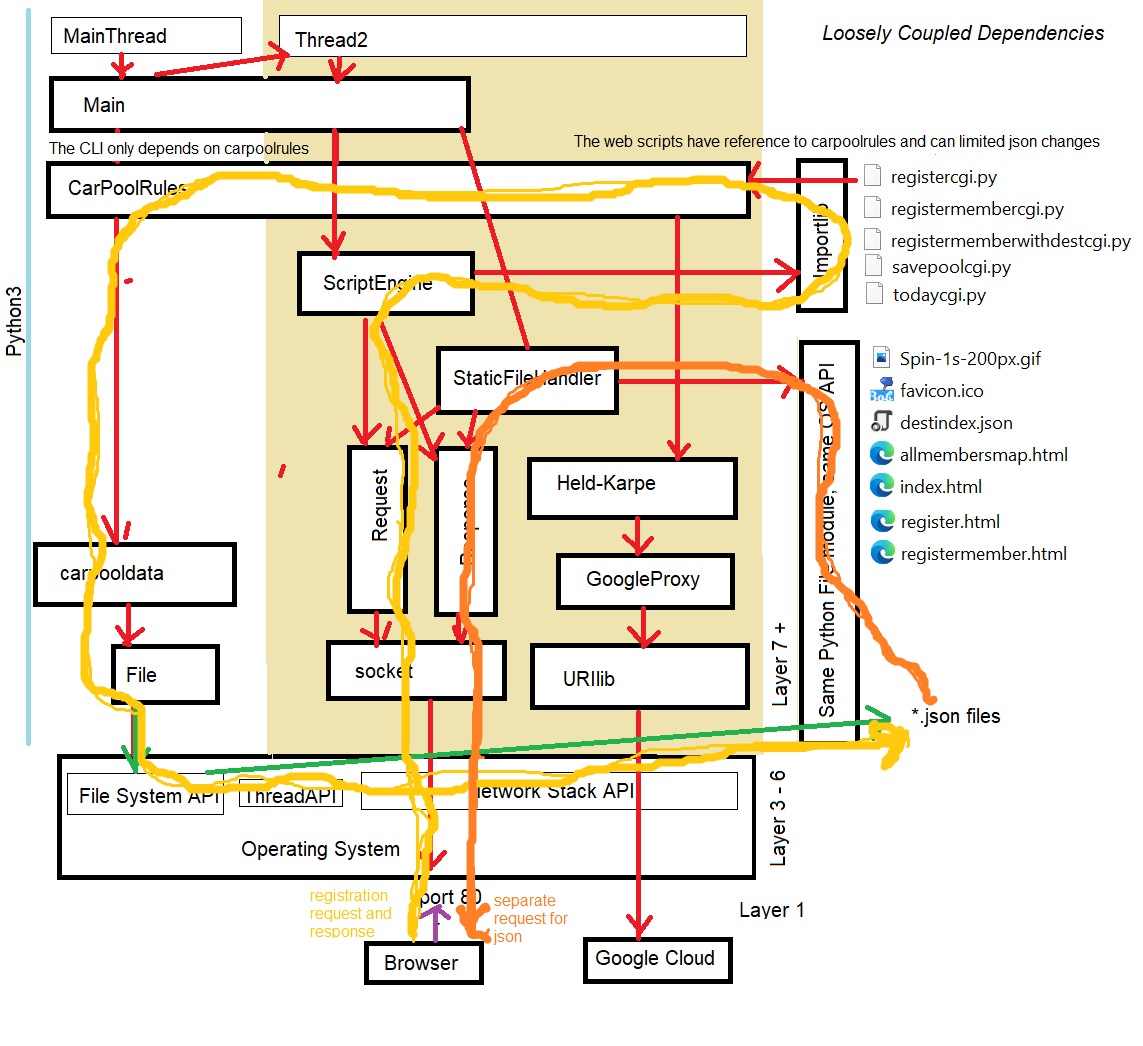 MainThread
Thread2
Loosely Coupled Dependencies
Main
The CLI only depends on carpoolrules
The web scripts have reference to carpoolrules and can limited json changes
CarPoolRules
registercgi.py
registermembercgi.py
registermemberwithdestcgi.py
savepoolcgi.py
todaycgi.py
Importlib
ScriptEngine
Python3
StaticFileHandler
Spin-1s-200px.gif
favicon.ico
destindex.json
allmembersmap.html
index.html
register.html
registermember.html
Request
Response
Held-Karpe
GoogleProxy
carpooldata
File
socket
URIlib
Layer 7 +
Same Python File module, same OS API
*.json files
File System API
ThreadAPI
Network Stack API
Operating System
Layer 3 - 6
registration
request and
response
port 80
separate
request for
json
Layer 1
Browser
Google Cloud